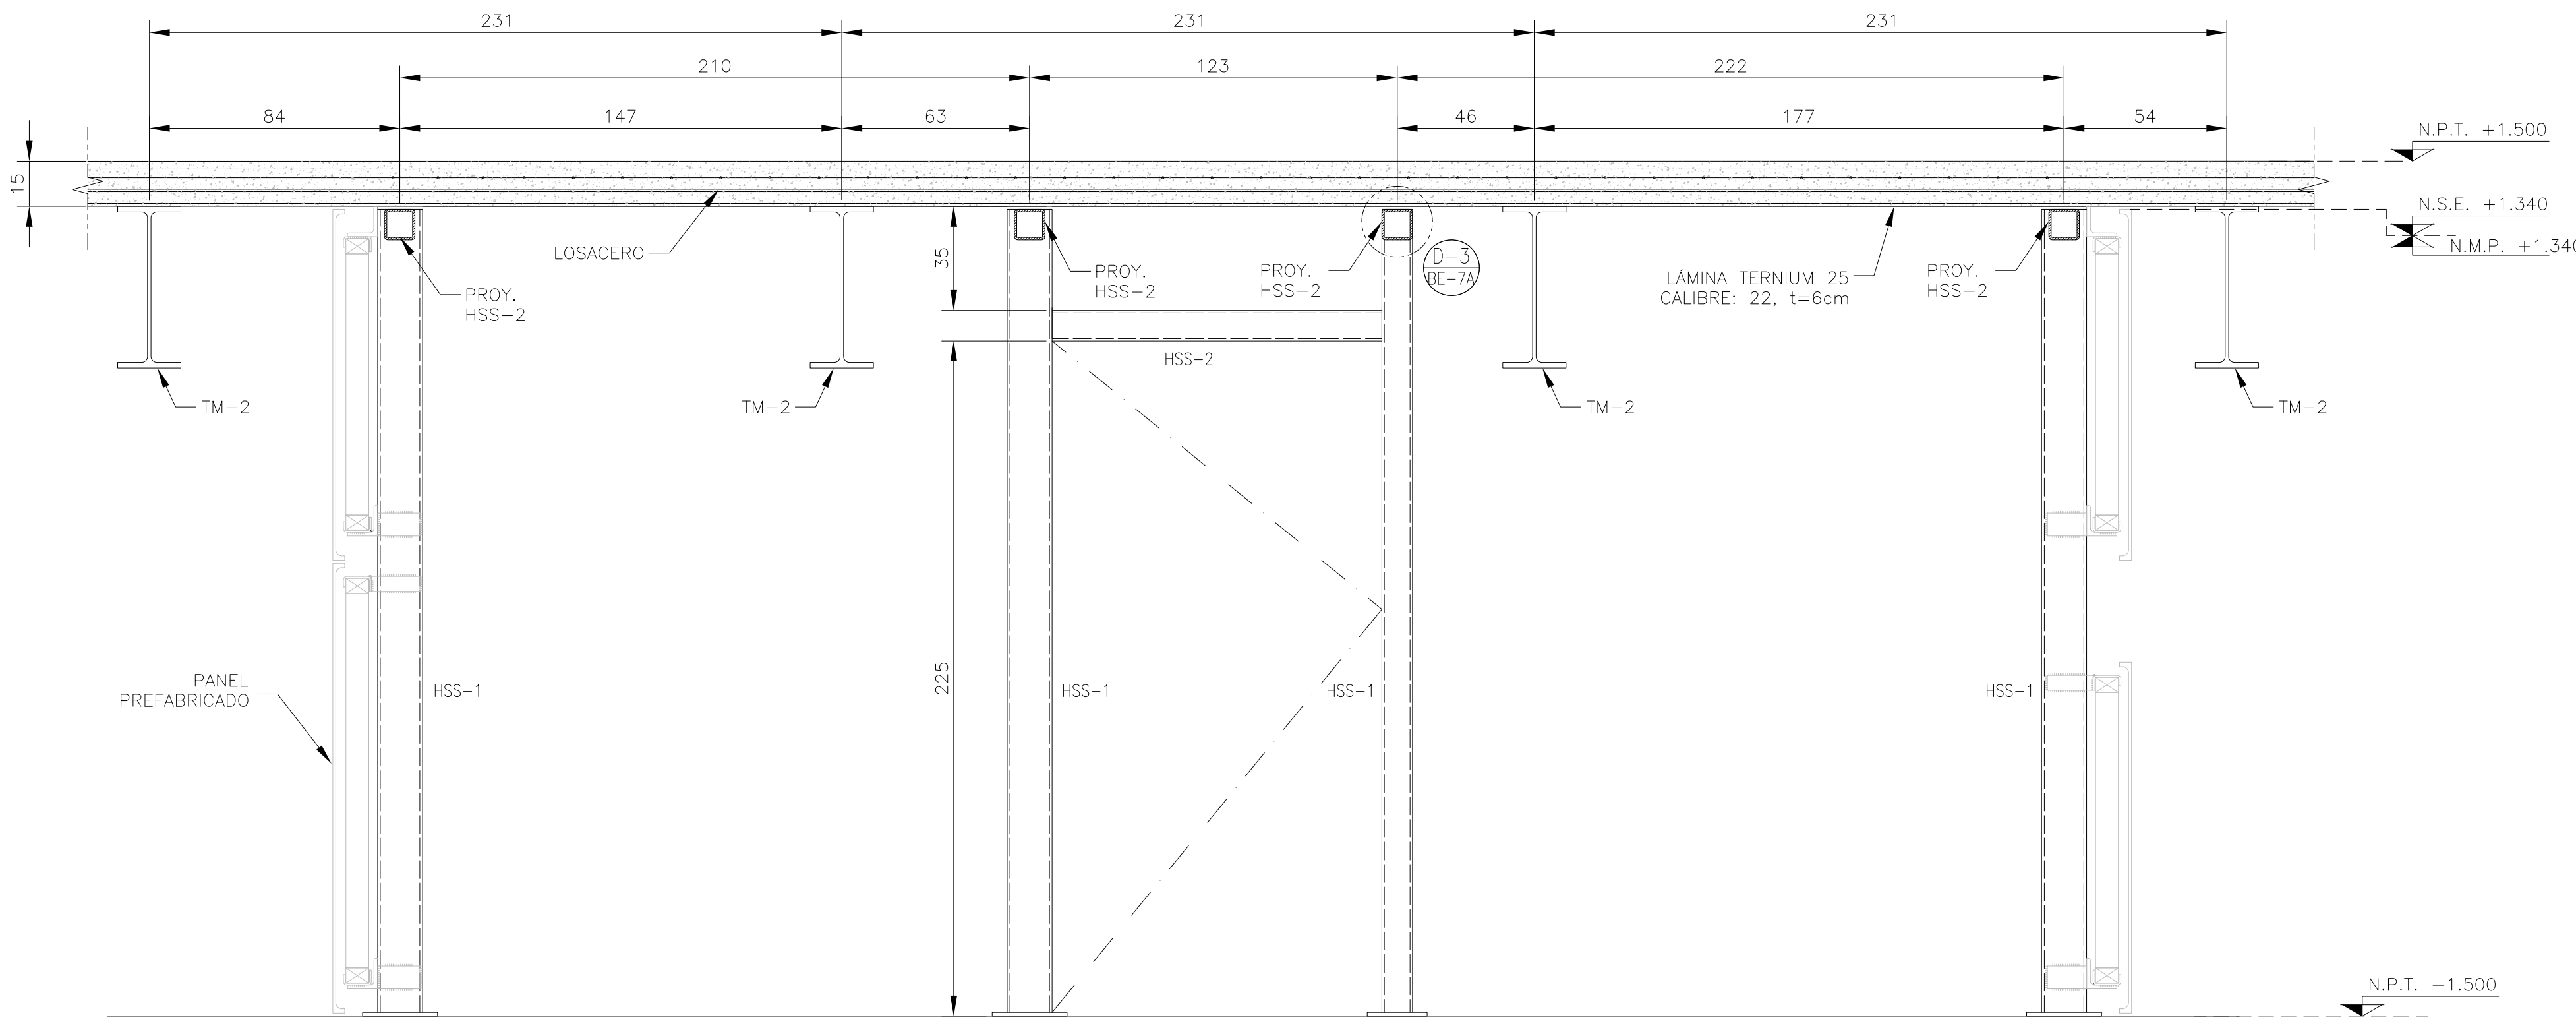 231
231
231
210
123
222
84
147
63
46
177
54
N.P.T. +1.500
15
N.S.E. +1.340
N.M.P. +1.340
LOSACERO
35
D-3
BE-7A
PROY.
HSS-2
PROY.
HSS-2
PROY.
HSS-2
LÁMINA TERNIUM 25
CALIBRE: 22, t=6cm
PROY.
HSS-2
HSS-2
TM-2
TM-2
TM-2
TM-2
225
PANEL
PREFABRICADO
HSS-1
HSS-1
HSS-1
HSS-1
N.P.T. -1.500